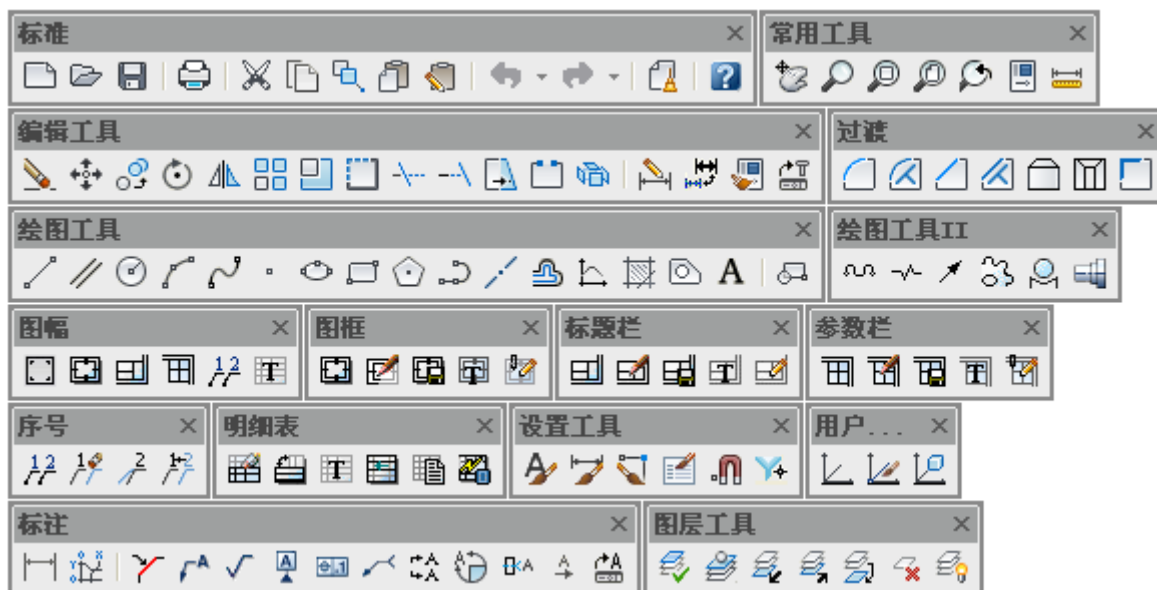 标准
常用工具
编辑工具
过渡
绘图工具
绘图工具II
图幅
图框
标题栏
参数栏
序号
明细表
设置工具
用户...
标注
图层工具